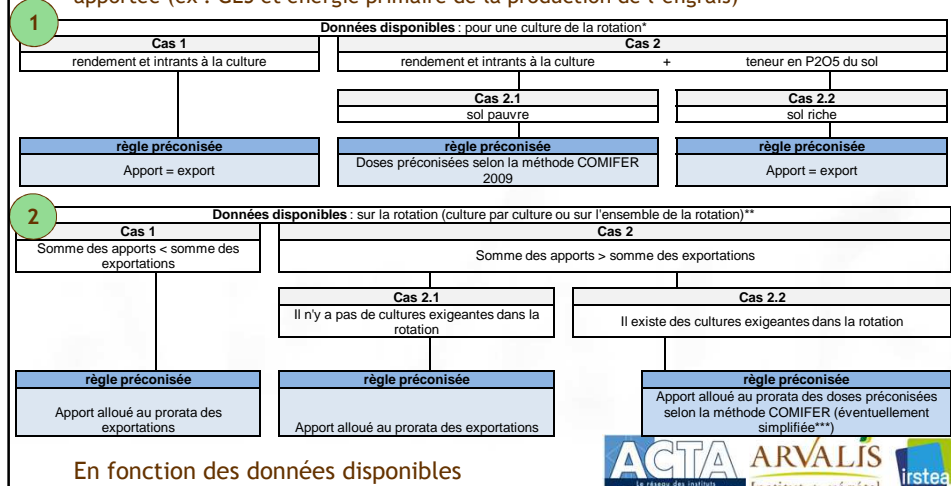 apportée (ex : GES et énergie primaire de la production de l'engrais)
1
Données disponibles : pour une culture de la rotation*
Cas 1
Cas 2
rendement et intrants à la culture
rendement et intrants à la culture + teneur en P2O5 du sol
Cas 2.1
Cas 2.2
sol pauvre
sol riche
règle préconisée
règle préconisée
règle préconisée
Apport = export
Doses préconisées selon la méthode COMIFER
2009
Apport = export
2
Données disponibles : sur la rotation (culture par culture ou sur l'ensemble de la rotation)**
Cas 1
Cas 2
Somme des apports < somme des
exportations
Somme des apports > somme des exportations
Cas 2.1
Cas 2.2
Il n'y a pas de cultures exigeantes dans la
rotation
Il existe des cultures exigeantes dans la rotation
règle préconisée
règle préconisée
règle préconisée
Apport alloué au prorata des
exportations
Apport alloué au prorata des exportations
Apport alloué au prorata des doses préconisées
selon la méthode COMIFER (éventuellement
simplifiée***)
En fonction des données disponibles
ACTA
Le réseau des instituts
ARVALIS
irstea